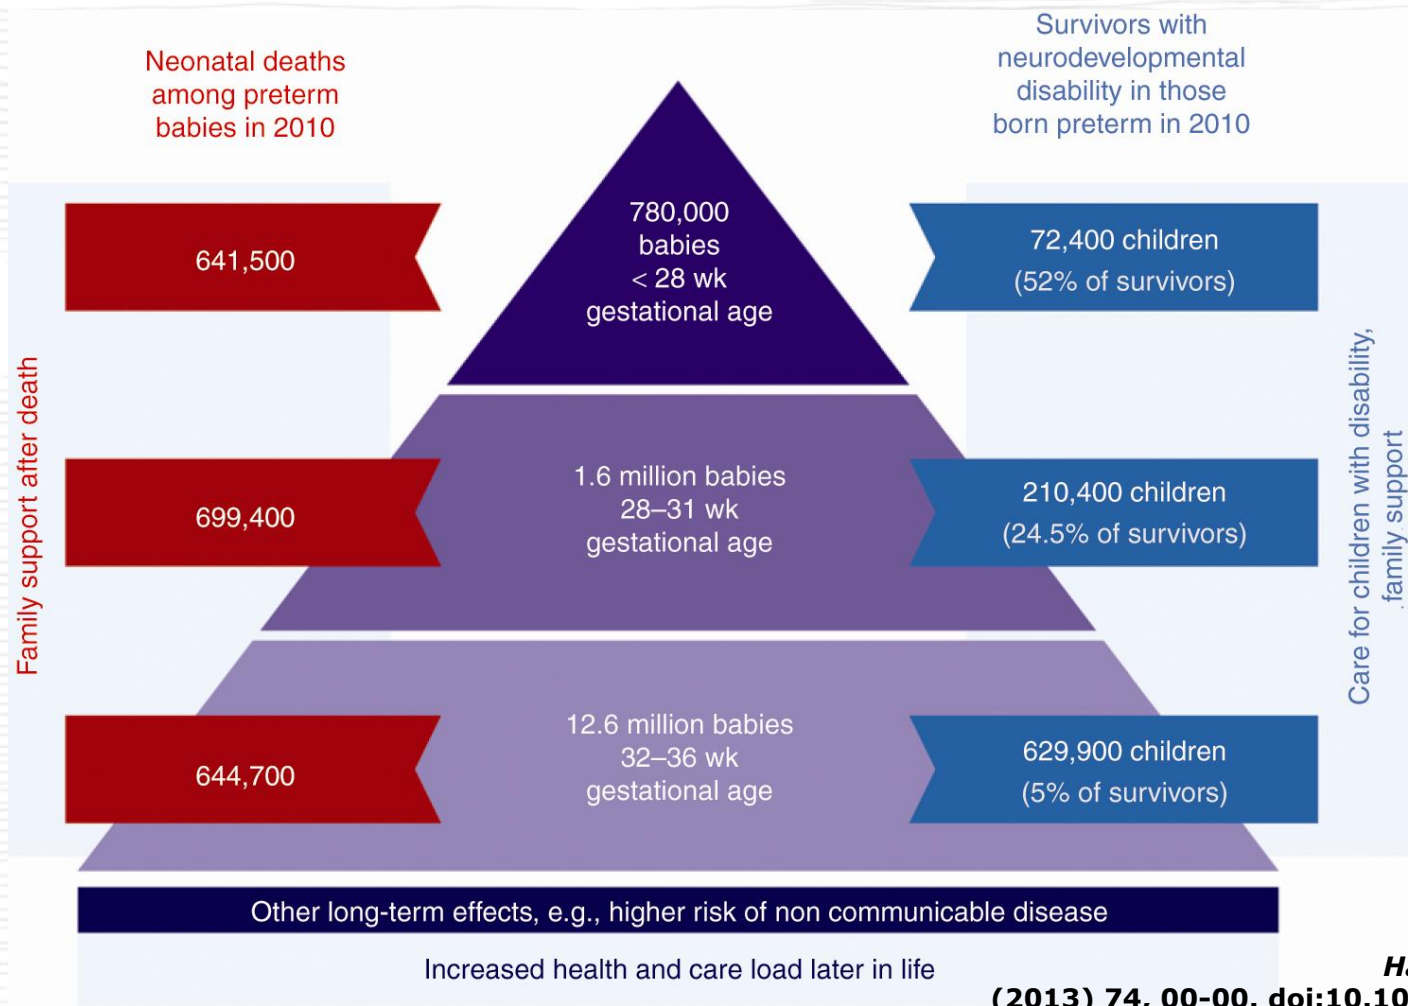 Neonatal deaths
among preterm
babies in 2010
Survivors with
neurodevelopmental
disability in those
born preterm in 2010
641,500
780,000
babies
< 28 wk
gestational age
72,400 children
(52% of survivors)
699,400
1.6 million babies
28–31 wk
gestational age
210,400 children
(24.5% of survivors)
644,700
12.6 million babies
32–36 wk
gestational age
629,900 children
(5% of survivors)
Family support after death
Care for children with disability,
.family support
Other long-term effects, e.g., higher risk of non communicable disease
Increased health and care load later in life
(2013) 74, 00-00. doi:10.10